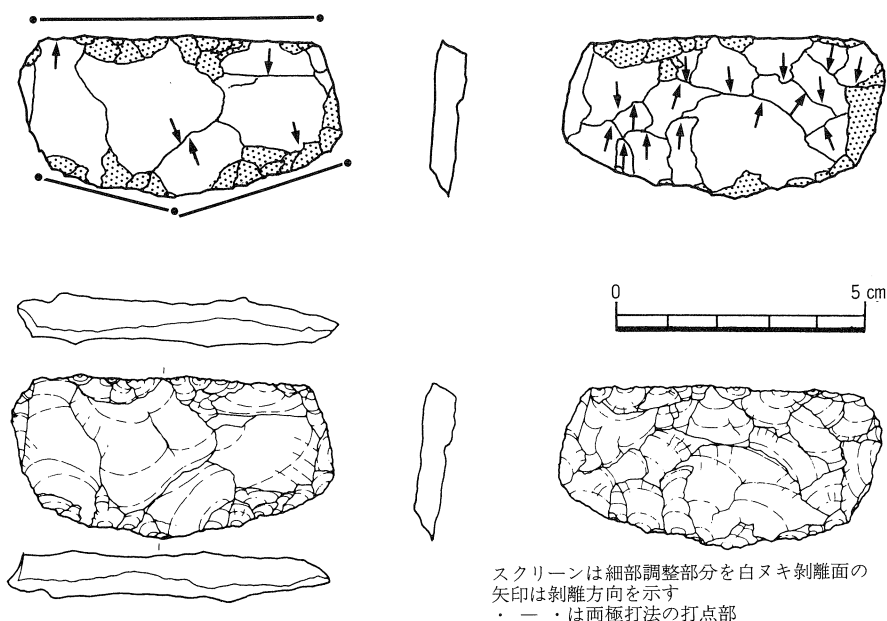 0 5 cm
スクリーンは細部調整部分を白ヌキ剝離面の
矢印は剝離方向を示す
・ — ・は両極打法の打点部